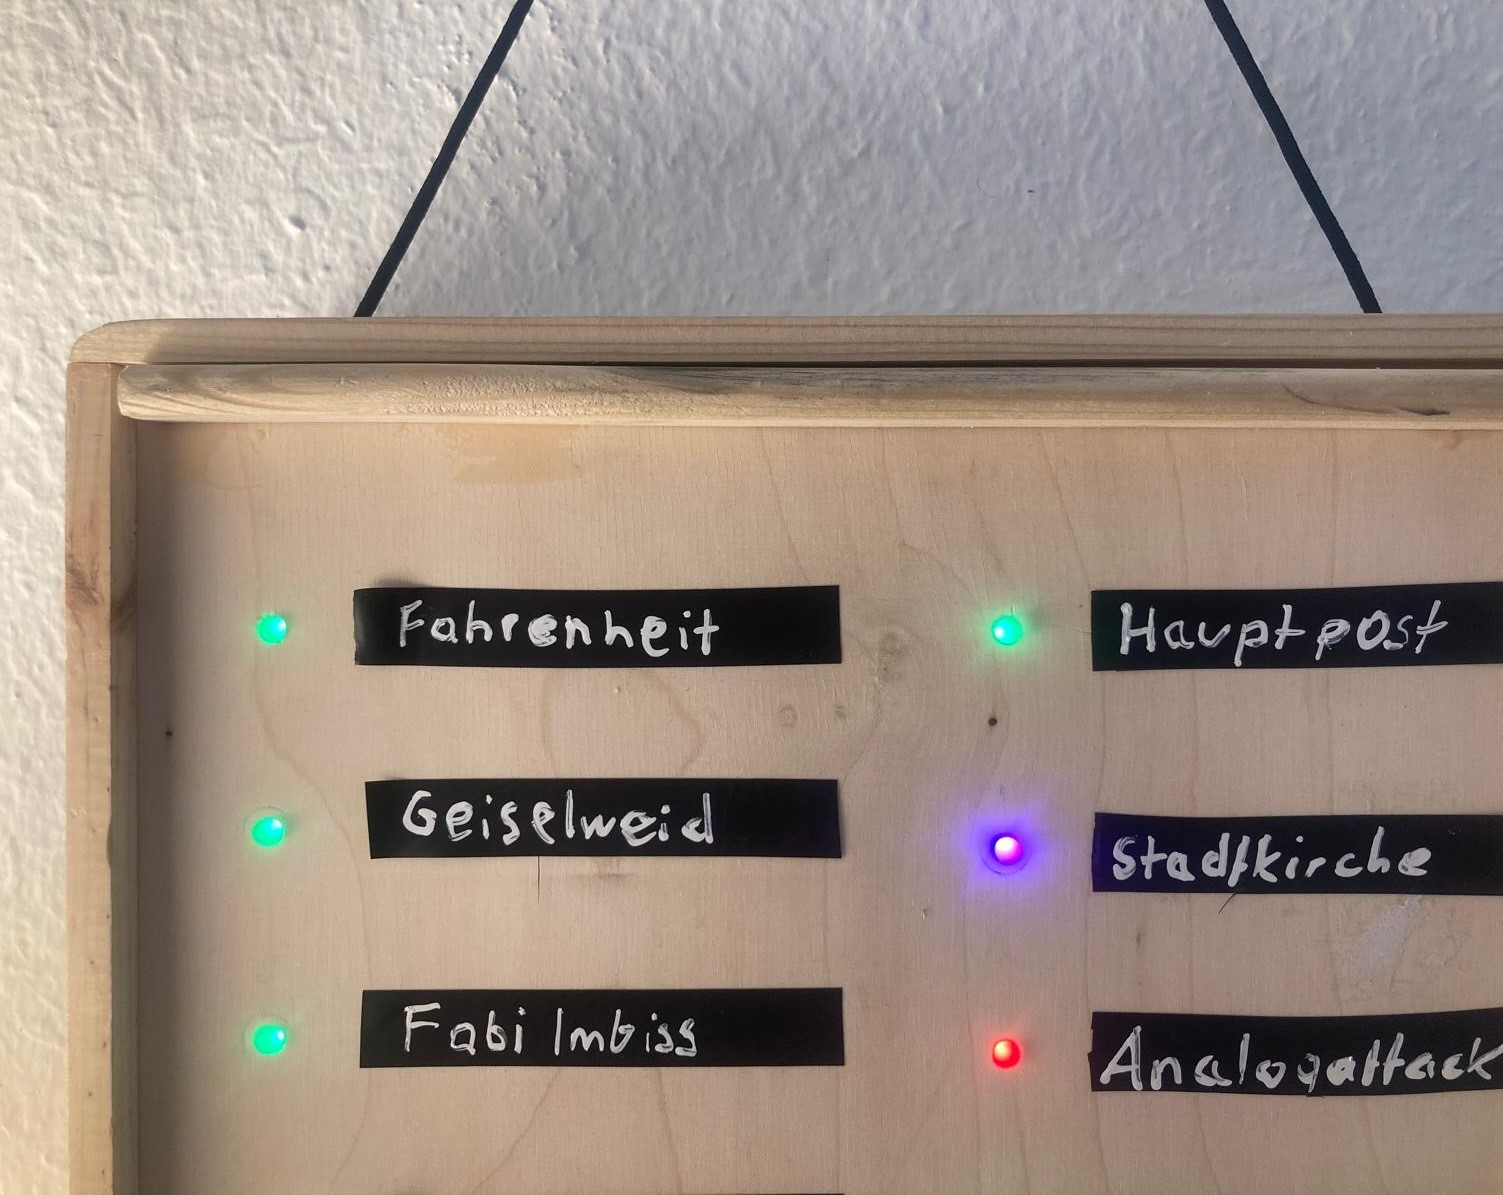 Fahrenheit
Hauptpost
Geiselweid
Stadtkirche
Fabi Imbiss
Analogattack